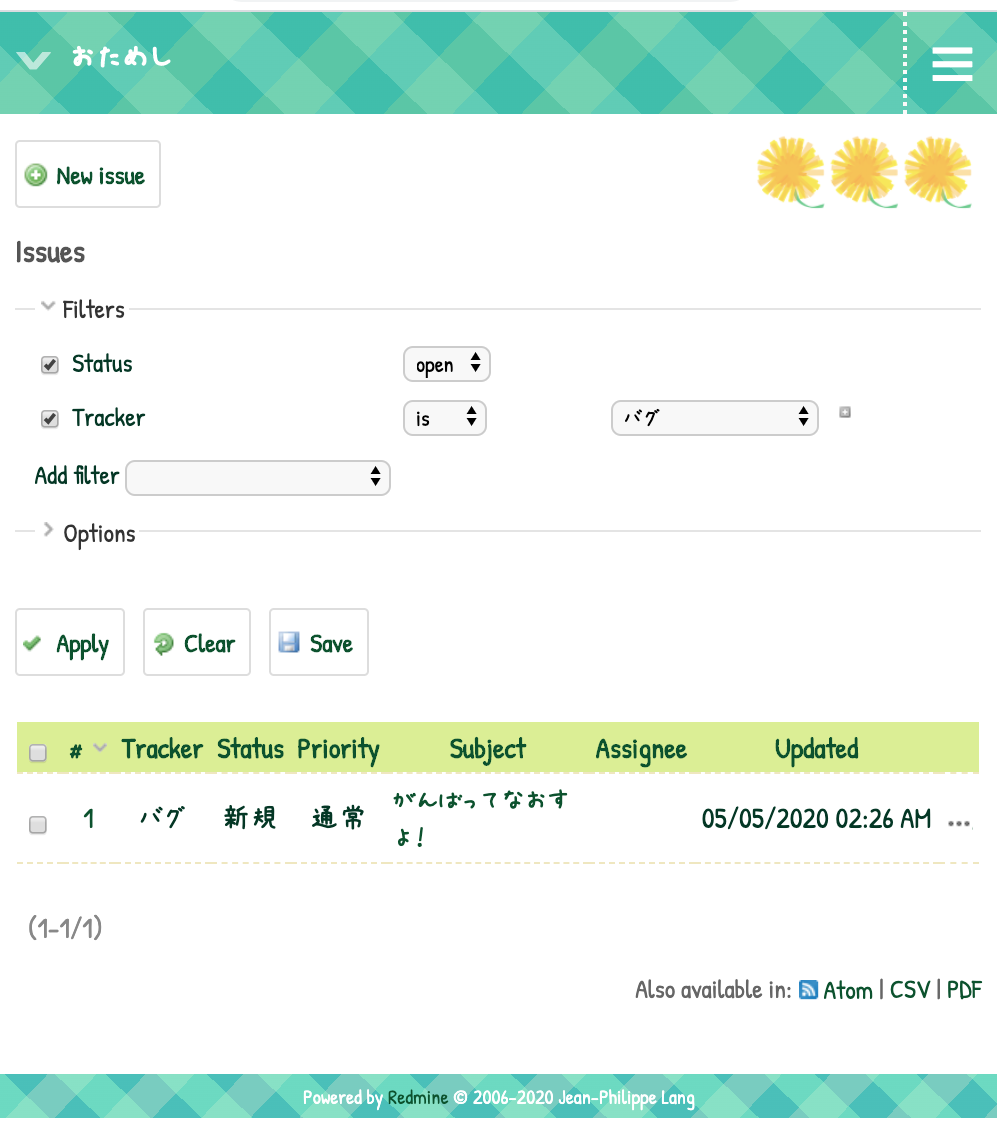 おためし
New issue
Issues
Filters
Status open
Tracker is バグ
Add filter
Options
Apply Clear Save
# Tracker Status Priority Subject Assignee Updated
1 バグ 新規 通常 がんばってなおす 05/05/2020 02:26 AM
よ!
(1-1/1)
Also available in: Atom | CSV | PDF
Powered by Redmine © 2006-2020 Jean-Philippe Lang